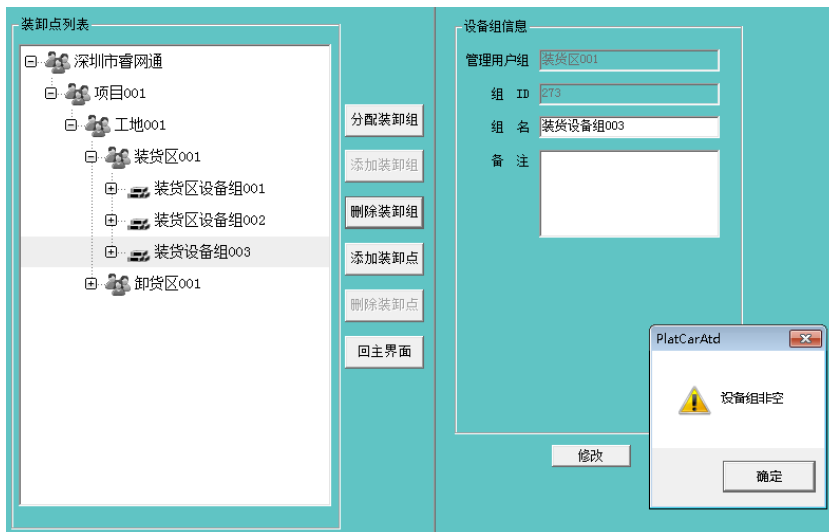 装卸点列表
深圳市睿网通
项目001
工地001
装货区001
装货区设备组001
装货区设备组002
装货设备组003
卸货区001
分配装卸组
添加装卸组
删除装卸组
添加装卸点
删除装卸点
回主界面
设备组信息
管理用户组 装货区001
组 ID 273
组 名 装货设备组003
备 注
修改
PlatCarAtd
设备组非空
确定